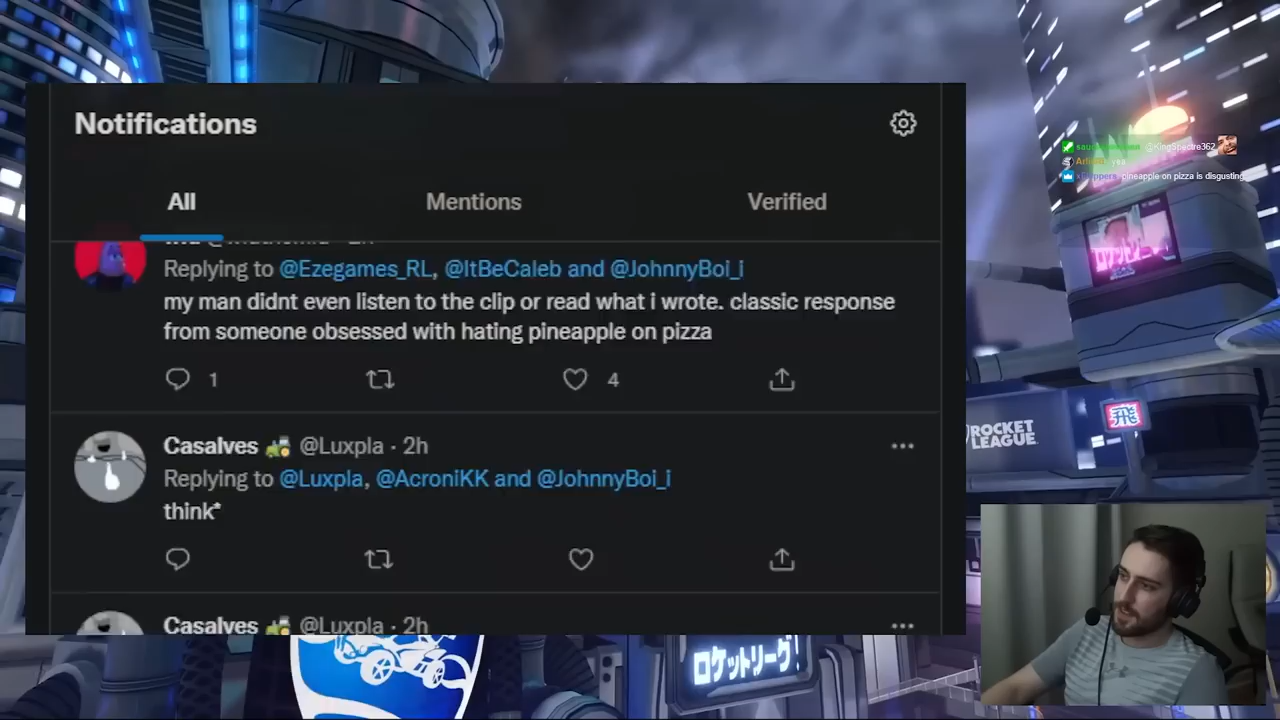 Notifications
All
Mentions
Verified
Replying to @Ezegames_RL, @ItBeCaleb and @JohnnyBoi_i
my man didnt even listen to the clip or read what i wrote. classic response
from someone obsessed with hating pineapple on pizza
1
4
Casalves 🚜 @Luxpla · 2h
Replying to @Luxpla, @AcroniKK and @JohnnyBoi_i
think*
Casalves 🚜 @Luxpla · 2h
@KingSpectre362
yes
pineapple on pizza is disgusting
飛
ROCKET
LEAGUE
ロケットリーグ!